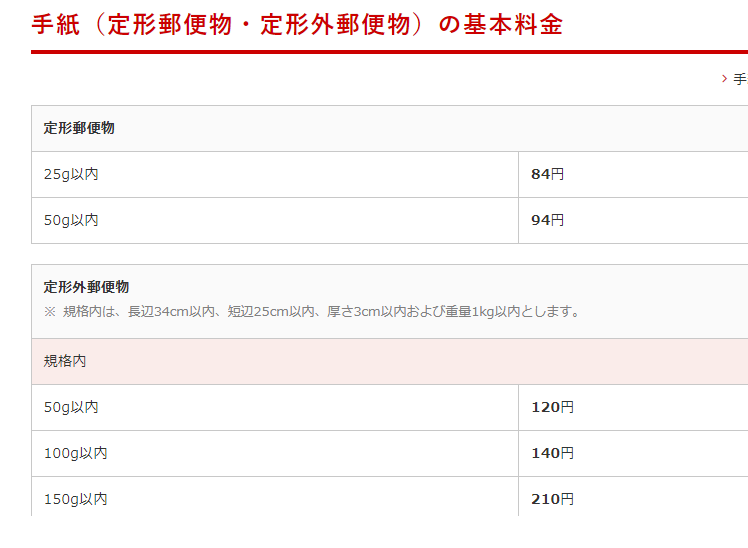 手紙（定形郵便物・定形外郵便物）の基本料金
手
定形郵便物
25g以内 84円
50g以内 94円
定形外郵便物
※ 規格内は、長辺34cm以内、短辺25cm以内、厚さ3cm以内および重量1kg以内とします。
規格内
50g以内 120円
100g以内 140円
150g以内 210円